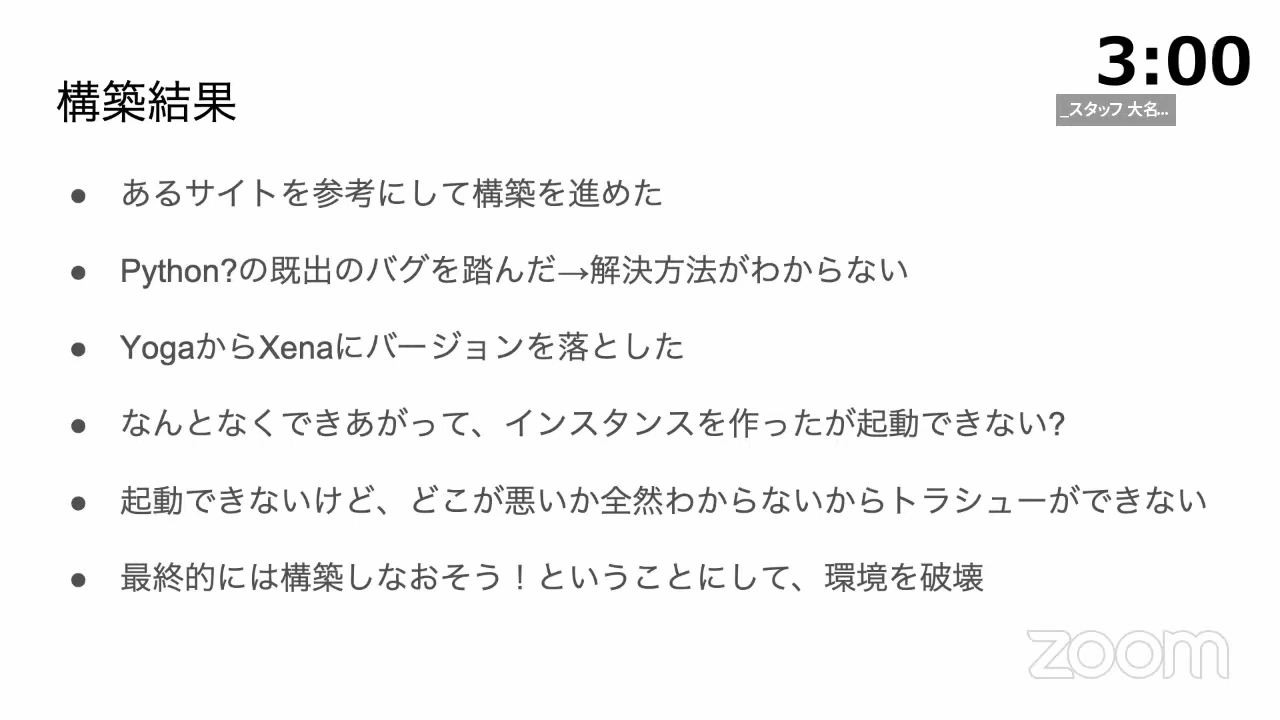 3:00
_スタッフ 大名...
構築結果
● あるサイトを参考にして構築を進めた
● Python?の既出のバグを踏んだ→解決方法がわからない
● YogaからXenaにバージョンを落とした
● なんとなくできあがって、インスタンスを作ったが起動できない?
● 起動できないけど、どこが悪いか全然わからないからトラシューができない
● 最終的には構築しなおそう！ということにして、環境を破壊
zoom